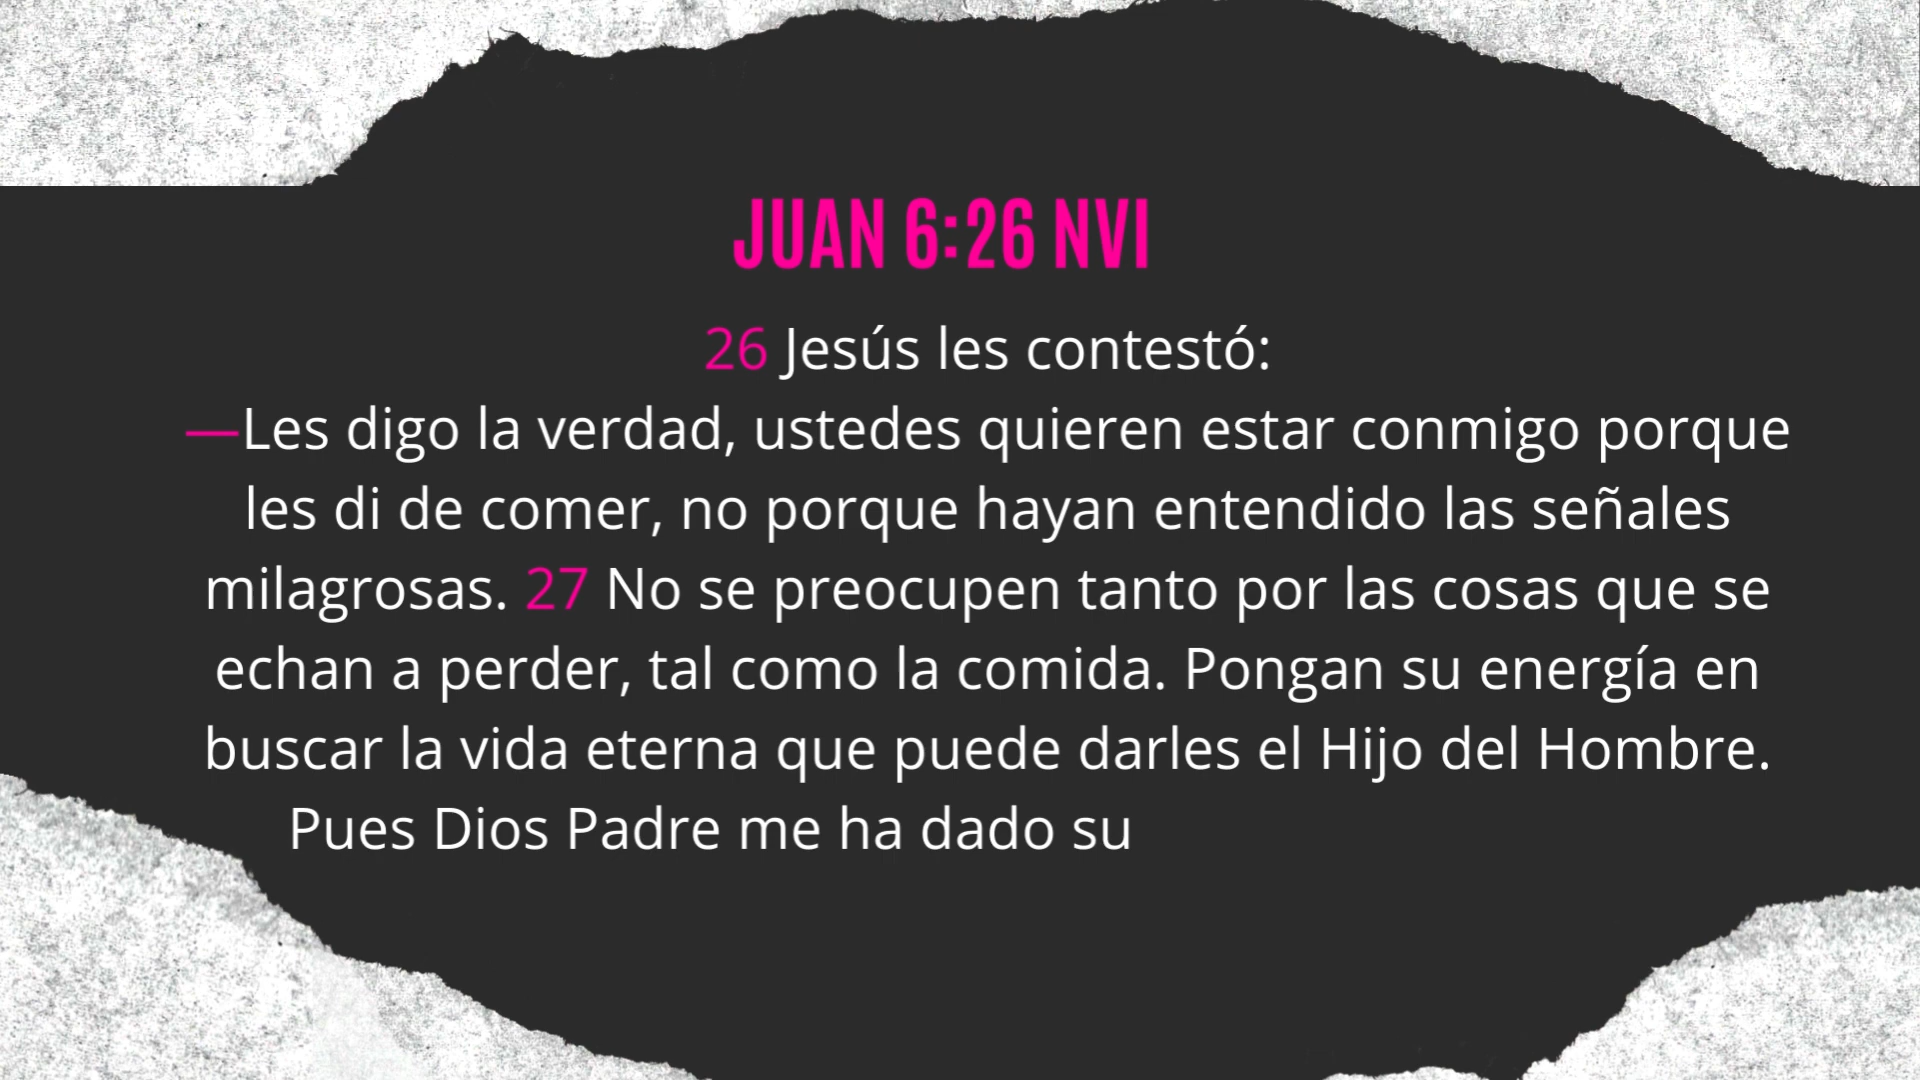 JUAN 6:26 NVI
26 Jesús les contestó:
—Les digo la verdad, ustedes quieren estar conmigo porque
les di de comer, no porque hayan entendido las señales
milagrosas. 27 No se preocupen tanto por las cosas que se
echan a perder, tal como la comida. Pongan su energía en
buscar la vida eterna que puede darles el Hijo del Hombre.
Pues Dios Padre me ha dado su